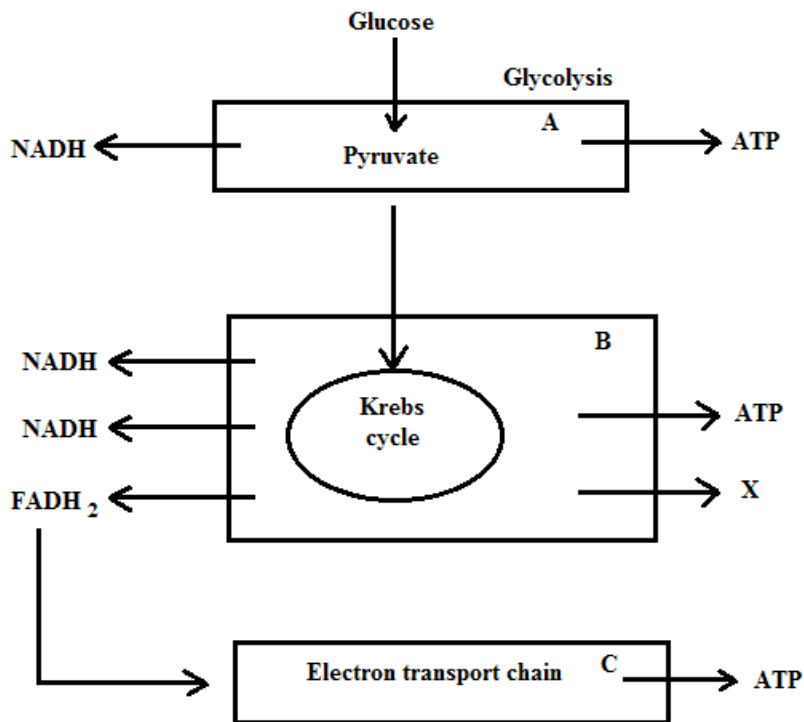 Glucose
Glycolysis
A
NADH
Pyruvate
ATP
NADH
B
Krebs
cycle
NADH
ATP
FADH 2
X
Electron transport chain
C
ATP